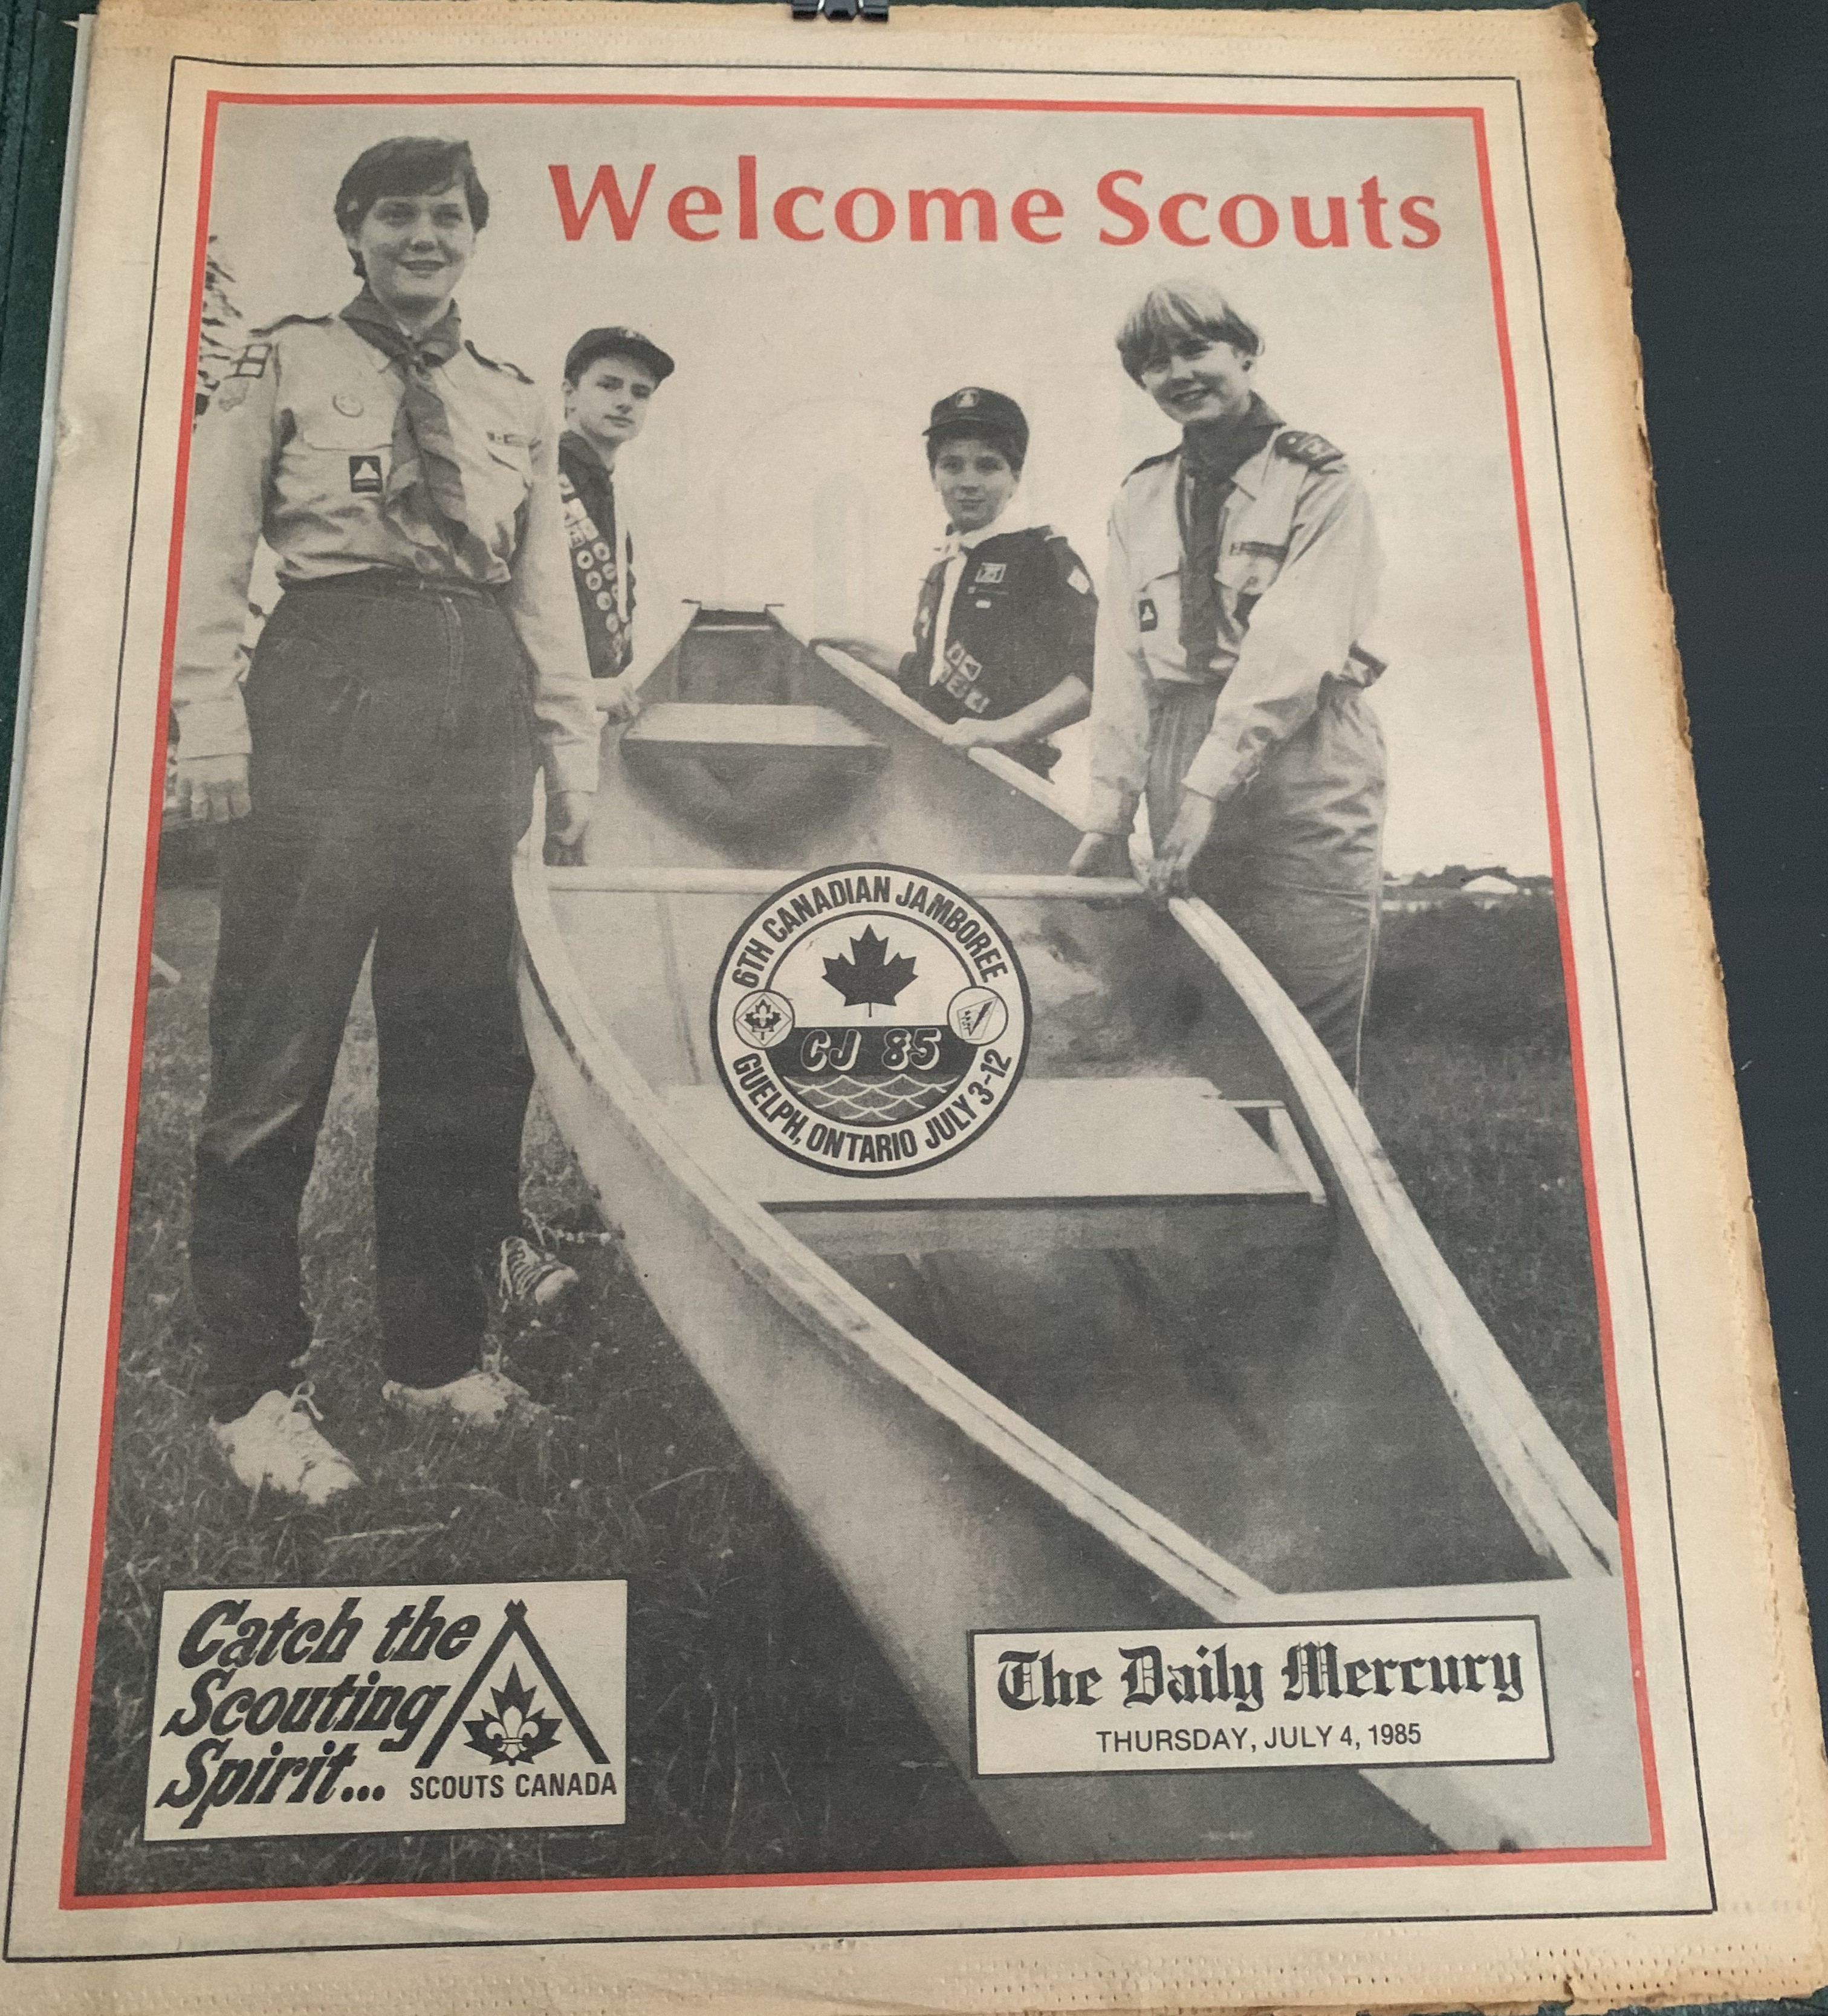 Welcome Scouts
6TH CANADIAN JAMBOREE
CJ 85
GUELPH, ONTARIO JULY 3-12
Catch the
Scouting
Spirit...
SCOUTS CANADA
The Daily Mercury
THURSDAY, JULY 4, 1985